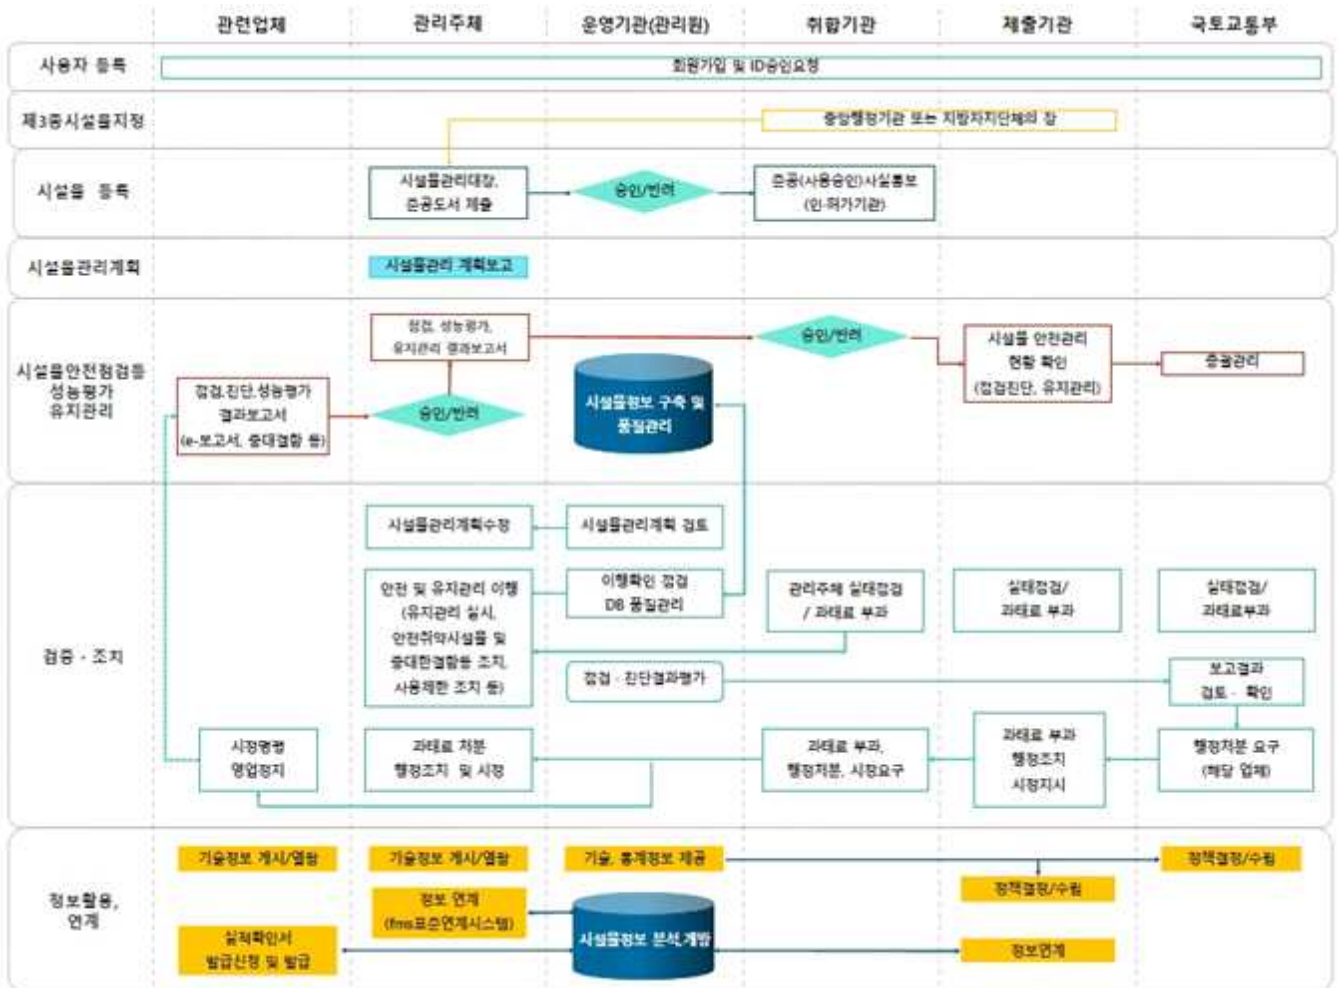 관련업체
관리주체
운영기관(관리원)
취합기관
제출기관
국토교통부
사용자 등록
회원가입 및 ID승인요청
제3종시설물지정
중앙행정기관 또는 지방자치단체의 장
시설물 등록
시설물관리대장,
준공도서 제출
승인/반려
준공(사용승인)사실통보
(인·허가기관)
시설물관리계획
시설물관리 계획보고
시설물안전점검등
성능평가
유지관리
점검,진단,성능평가
결과보고서
(e-보고서, 중대결함 등)
점검, 성능평가,
유지관리 결과보고서
승인/반려
시설물정보 구축 및
품질관리
승인/반려
시설물 안전관리
현황 확인
(점검진단, 유지관리)
총괄관리
검증 - 조치
시설물관리계획수정
시설물관리계획 검토
안전 및 유지관리 이행
(유지관리 실시,
안전취약시설물 및
중대한결함등 조치,
사용제한 조치 등)
이행확인 점검
DB 품질관리
관리주체 실태점검
/ 과태료 부과
실태점검/
과태료 부과
실태점검/
과태료부과
점검 - 진단결과평가
보고결과
검토 - 확인
시정명령
영업정지
과태료 처분
행정조치 및 시정
과태료 부과,
행정처분, 시정요구
과태료 부과
행정조치
시정지시
행정처분 요구
(해당 업체)
정보활용,
연계
기술정보 게시/열람
기술정보 게시/열람
기술, 통계정보 제공
정책결정/수립
정책결정/수립
정보 연계
(fms표준연계시스템)
시설물정보 분석,개방
실적확인서
발급신청 및 발급
정보연계